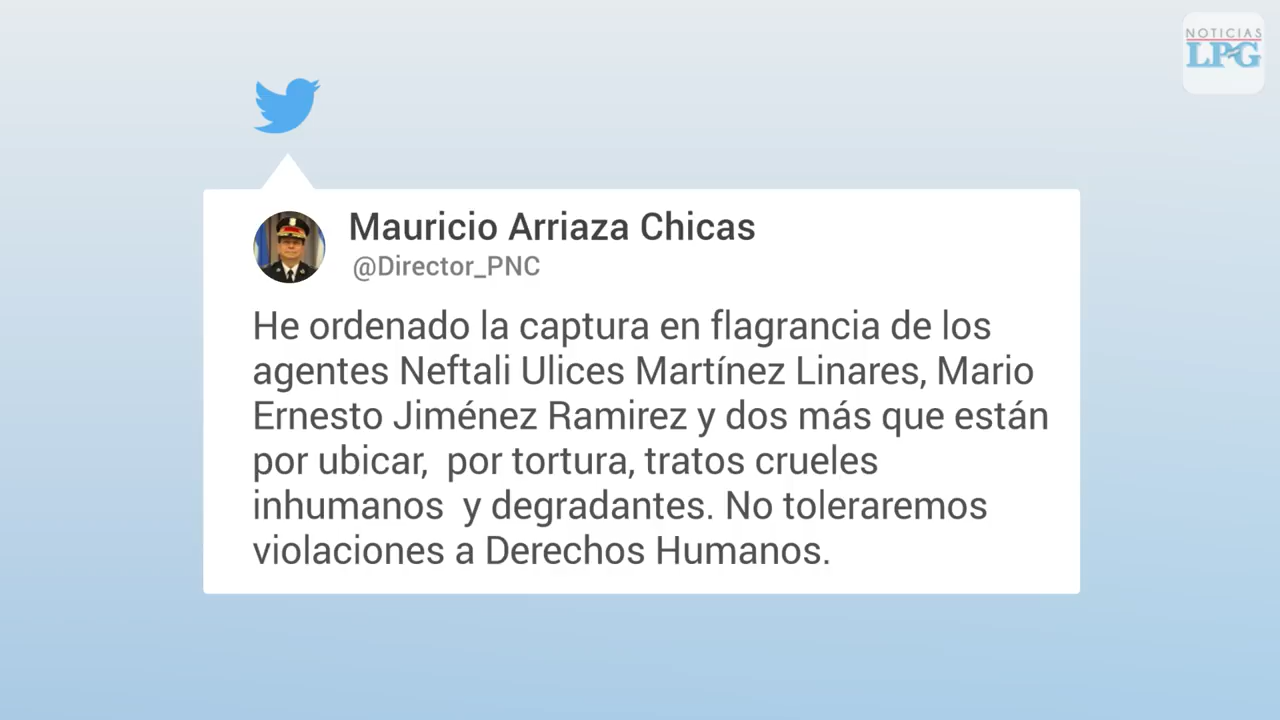 NOTICIAS
LPG
Mauricio Arriaza Chicas
@Director_PNC
He ordenado la captura en flagrancia de los
agentes Neftali Ulices Martínez Linares, Mario
Ernesto Jiménez Ramirez y dos más que están
por ubicar,  por tortura, tratos crueles
inhumanos  y degradantes. No toleraremos
violaciones a Derechos Humanos.